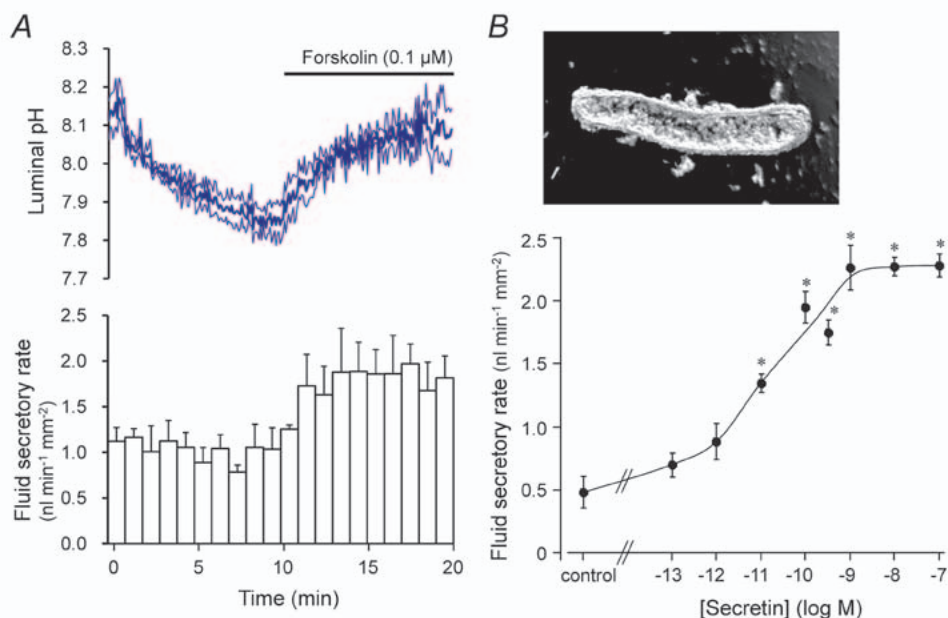 A
B
8.3
8.2
8.1
8.0
7.9
7.8
7.7
Luminal pH
Forskolin (0.1 µM)
2.5
2.0
1.5
1.0
0.5
0.0
Fluid secretory rate
(nl min-1 mm-2)
0 5 10 15 20
Time (min)
2.5
2.0
1.5
1.0
0.5
0
Fluid secretory rate (nl min-1 mm-2)
* * * * * *
control -13 -12 -11 -10 -9 -8 -7
[Secretin] (log M)